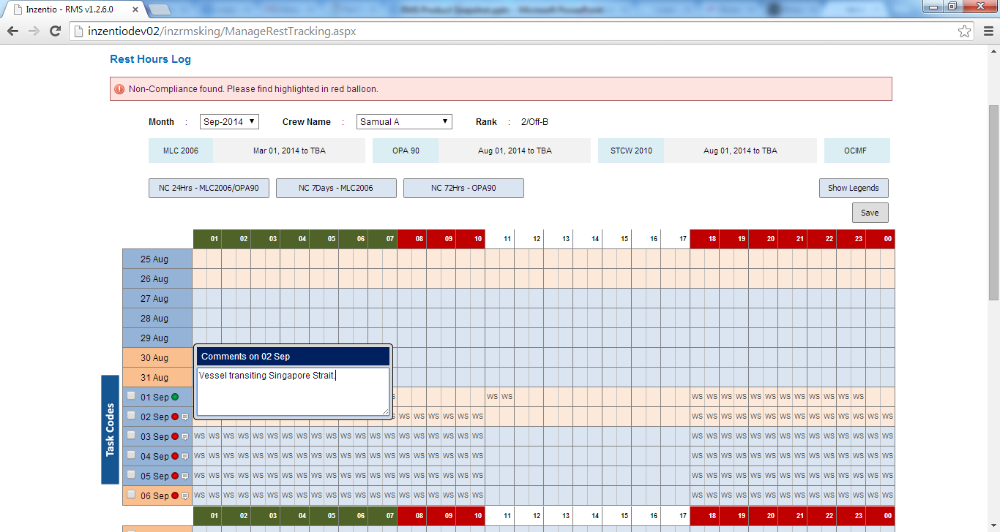 Inzentio - RMS v1.2.6.0
inzentiodev02/inzrmsking/ManageRestTracking.aspx
Rest Hours Log
Non-Compliance found. Please find highlighted in red balloon.
Month : Sep-2014 Crew Name : Samual A Rank : 2/Off-B
MLC 2006 Mar 01, 2014 to TBA OPA 90 Aug 01, 2014 to TBA STCW 2010 Aug 01, 2014 to TBA OCIMF
NC 24Hrs - MLC2006/OPA90 NC 7Days - MLC2006 NC 72Hrs - OPA90 Show Legends
Save
01 02 03 04 05 06 07 08 09 10 11 12 13 14 15 16 17 18 19 20 21 22 23 00
25 Aug
26 Aug
27 Aug
28 Aug
29 Aug
30 Aug
31 Aug
Comments on 02 Sep
Vessel transiting Singapore Strait.
Task Codes
01 Sep WS WS WS WS WS WS WS WS WS WS WS WS WS WS
02 Sep WS WS WS WS WS WS WS WS WS WS WS WS WS WS WS WS WS WS WS WS
03 Sep WS WS WS WS WS WS WS WS WS WS WS WS WS WS WS WS WS WS WS WS WS WS WS WS WS WS WS WS WS WS WS WS WS WS
04 Sep WS WS WS WS WS WS WS WS WS WS WS WS WS WS WS WS WS WS WS WS WS WS WS WS WS WS WS WS WS WS WS WS WS WS
05 Sep WS WS WS WS WS WS WS WS WS WS WS WS WS WS WS WS WS WS WS WS WS WS WS WS WS WS WS WS WS WS WS WS WS WS
06 Sep WS WS WS WS WS WS WS WS WS WS WS WS WS WS WS WS WS WS WS WS WS WS WS WS WS WS WS WS WS WS WS WS WS WS
01 02 03 04 05 06 07 08 09 10 11 12 13 14 15 16 17 18 19 20 21 22 23 00